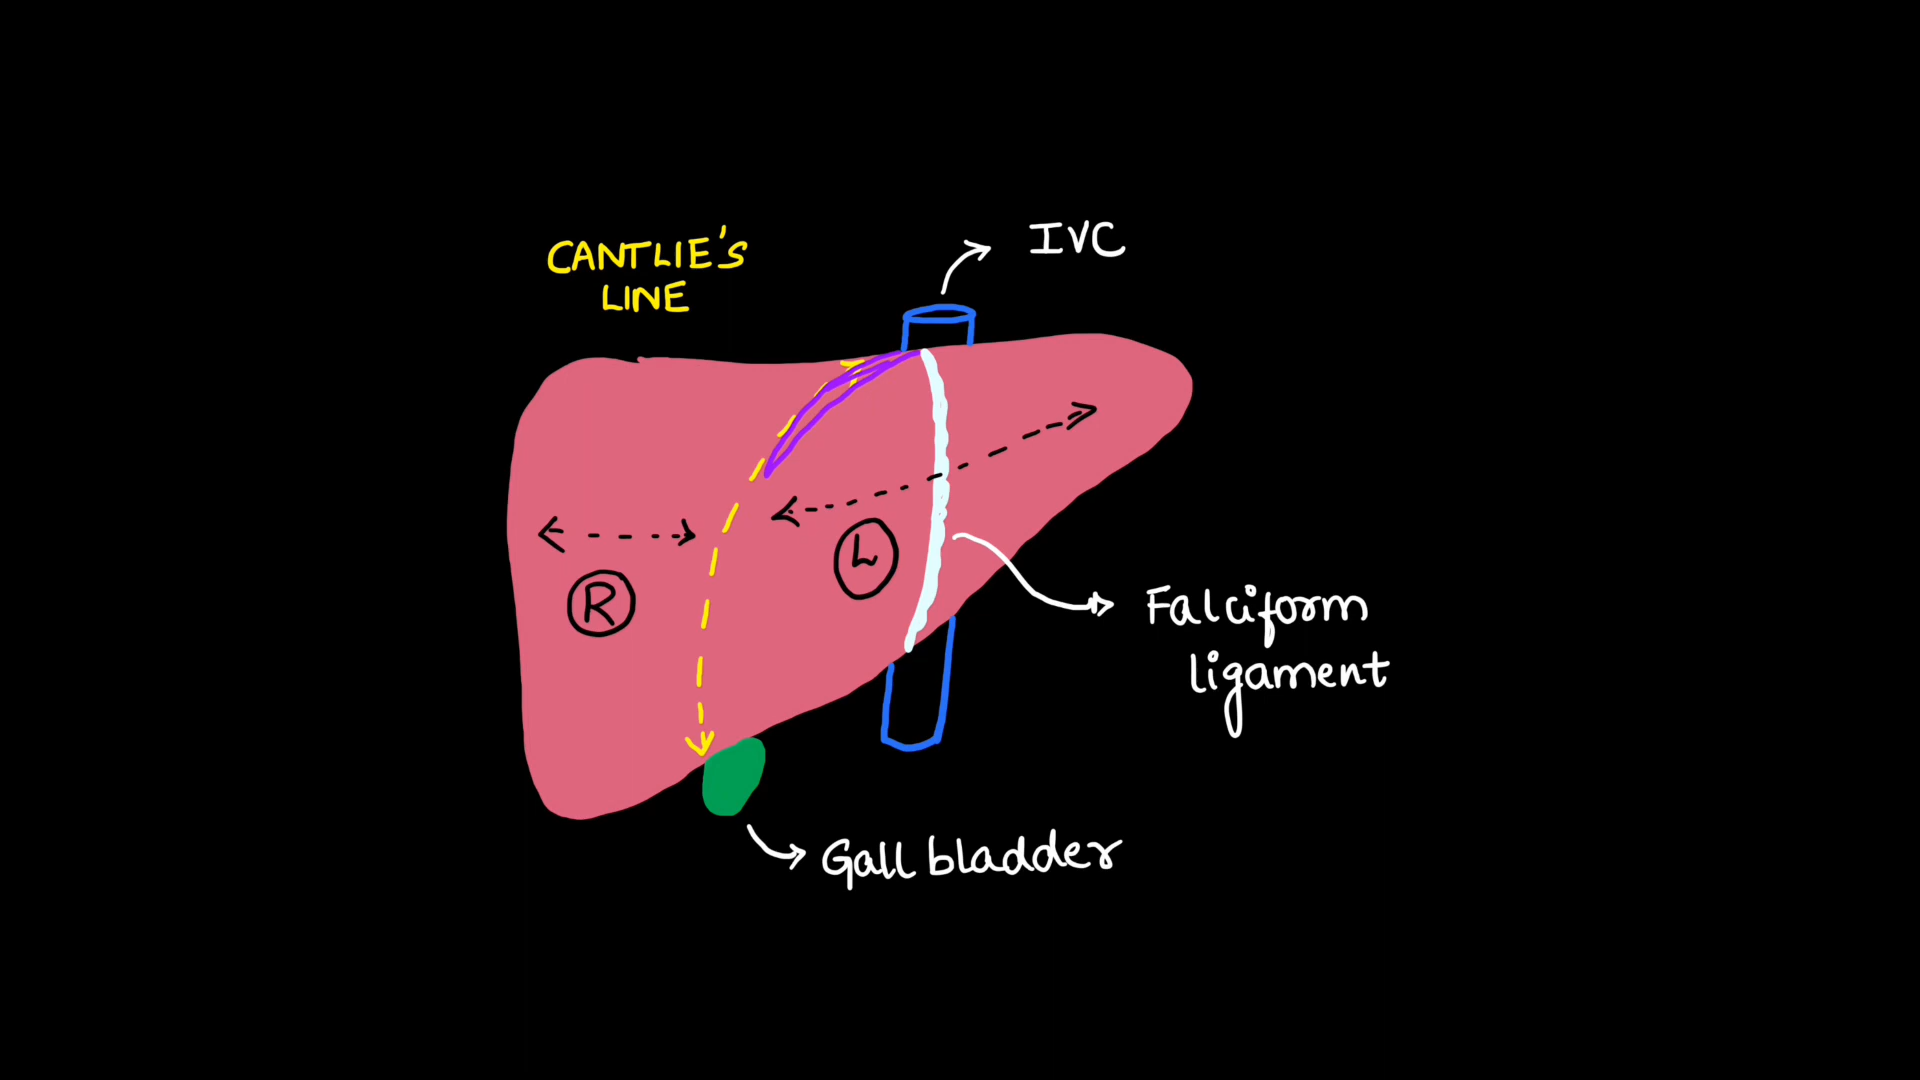 CANTLIE'S
LINE
IVC
R
L
Falciform
ligament
Gall bladder